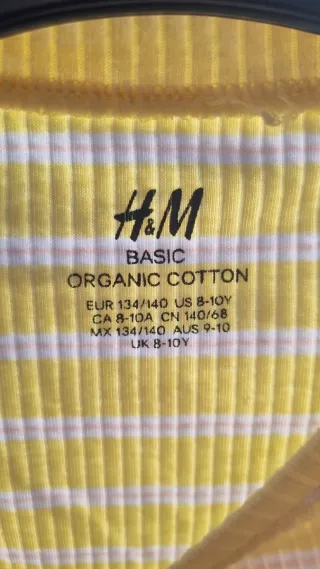 H&M
BASIC
ORGANIC COTTON
EUR 134/140 US 8-10Y
CA 8-10A CN 140/68
MX 134/140 AUS 9-10
UK 8-10Y